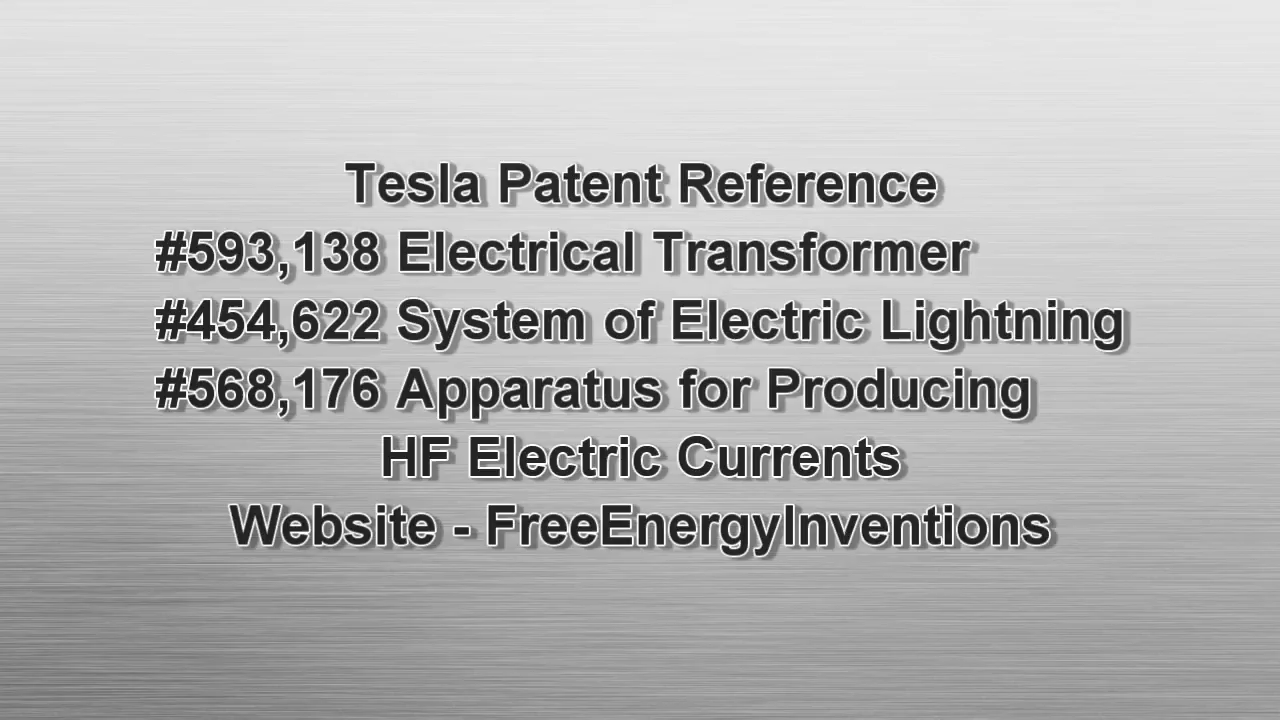 Tesla Patent Reference
#593,138 Electrical Transformer
#454,622 System of Electric Lightning
#568,176 Apparatus for Producing
HF Electric Currents
Website - FreeEnergyInventions